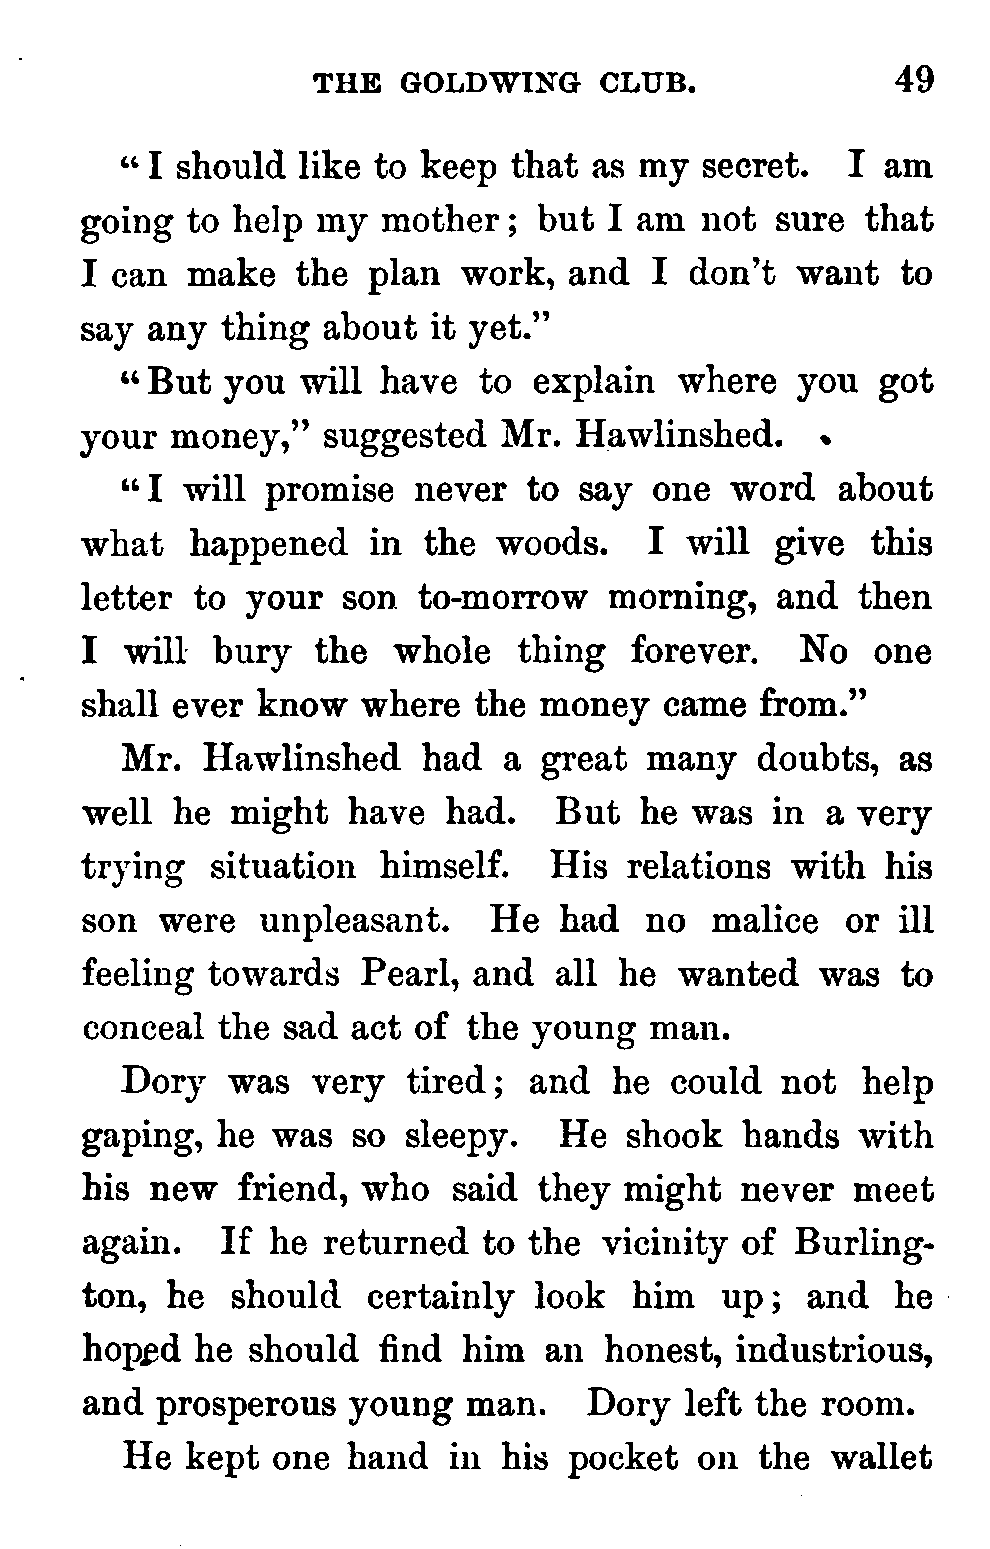 THE GOLDWING CLUB. 49
“I should like to keep that as my secret. I am
going to help my mother; but I am not sure that
I can make the plan work, and I don’t want to
say any thing about it yet.”
“But you will have to explain where you got
your money,” suggested Mr. Hawlinshed.
“I will promise never to say one word about
what happened in the woods. I will give this
letter to your son to-morrow morning, and then
I will bury the whole thing forever. No one
shall ever know where the money came from.”
Mr. Hawlinshed had a great many doubts, as
well he might have had. But he was in a very
trying situation himself. His relations with his
son were unpleasant. He had no malice or ill
feeling towards Pearl, and all he wanted was to
conceal the sad act of the young man.
Dory was very tired; and he could not help
gaping, he was so sleepy. He shook hands with
his new friend, who said they might never meet
again. If he returned to the vicinity of Burling-
ton, he should certainly look him up; and he
hoped he should find him an honest, industrious,
and prosperous young man. Dory left the room.
He kept one hand in his pocket on the wallet